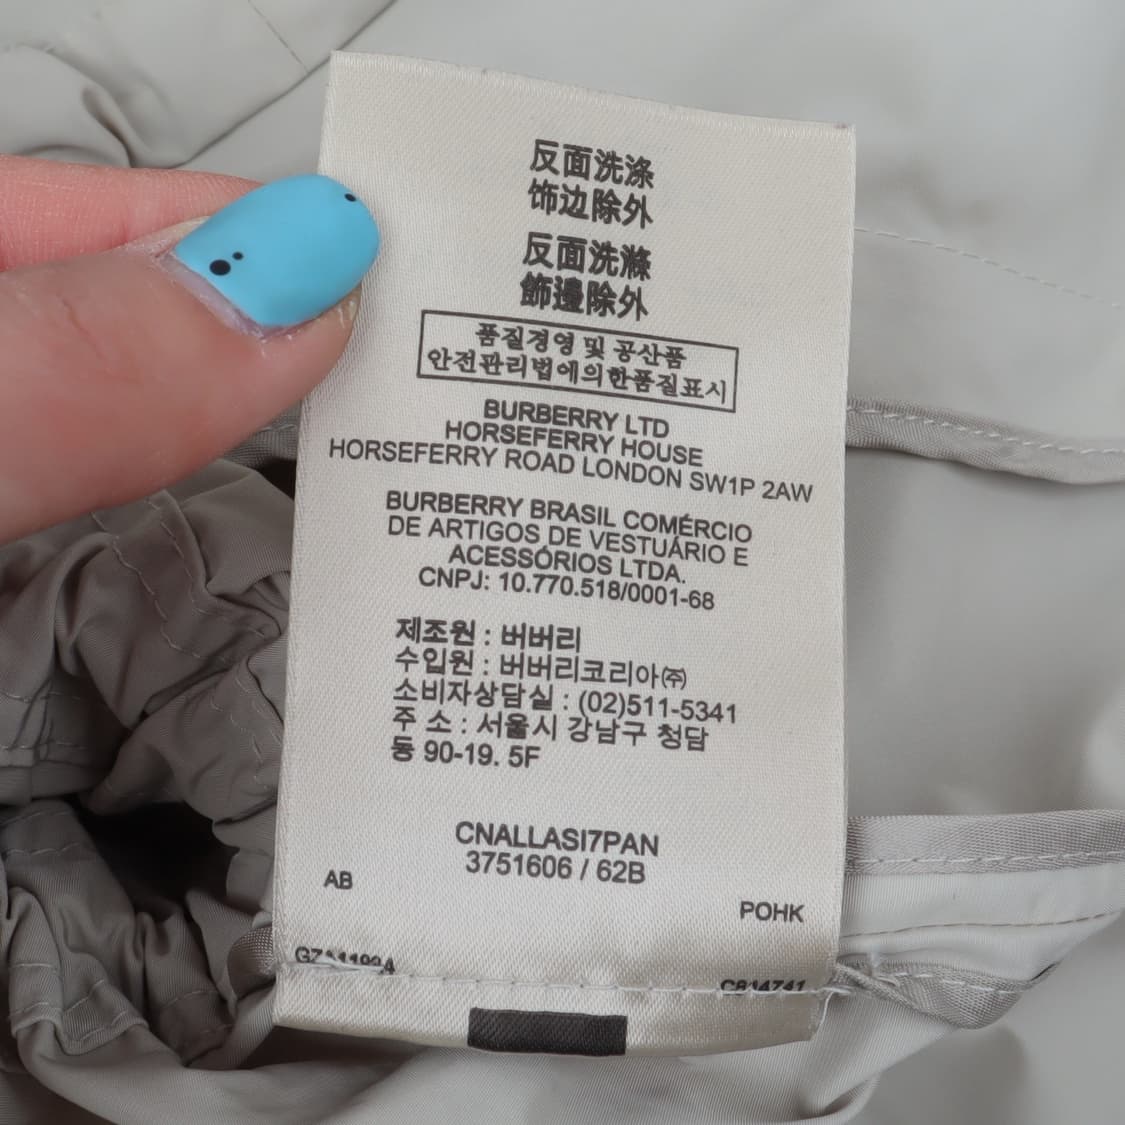 反面洗涤
饰边除外
反面洗滌
飾邊除外
품질경영 및 공산품
안전관리법에의한품질표시
BURBERRY LTD
HORSEFERRY HOUSE
HORSEFERRY ROAD LONDON SW1P 2AW
BURBERRY BRASIL COMÉRCIO
DE ARTIGOS DE VESTUÁRIO E
ACESSÓRIOS LTDA.
CNPJ: 10.770.518/0001-68
제조원 : 버버리
수입원 : 버버리코리아㈜
소비자상담실 : (02)511-5341
주 소 : 서울시 강남구 청담
동 90-19. 5F
CNALLASI7PAN
3751606 / 62B
AB
POHK